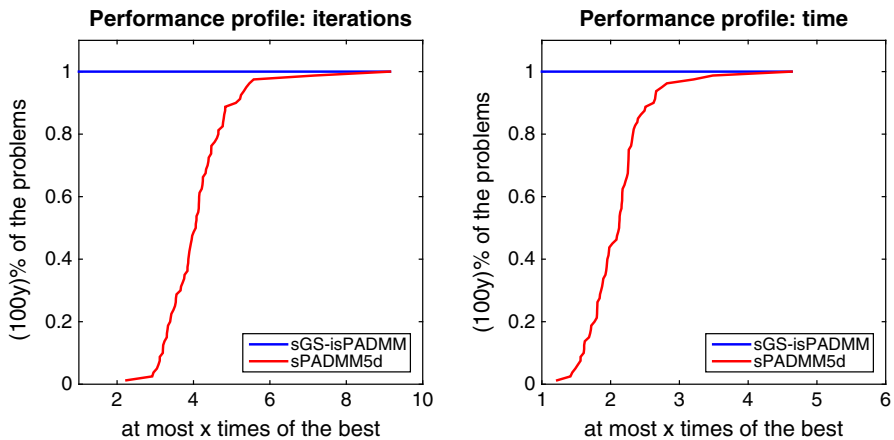 Performance profile: iterations
(100y)% of the problems
1
0.8
0.6
0.4
0.2
0
2
4
6
8
10
at most x times of the best
sGS-isPADMM
sPADMM5d
Performance profile: time
(100y)% of the problems
1
0.8
0.6
0.4
0.2
0
1
2
3
4
5
6
at most x times of the best
sGS-isPADMM
sPADMM5d